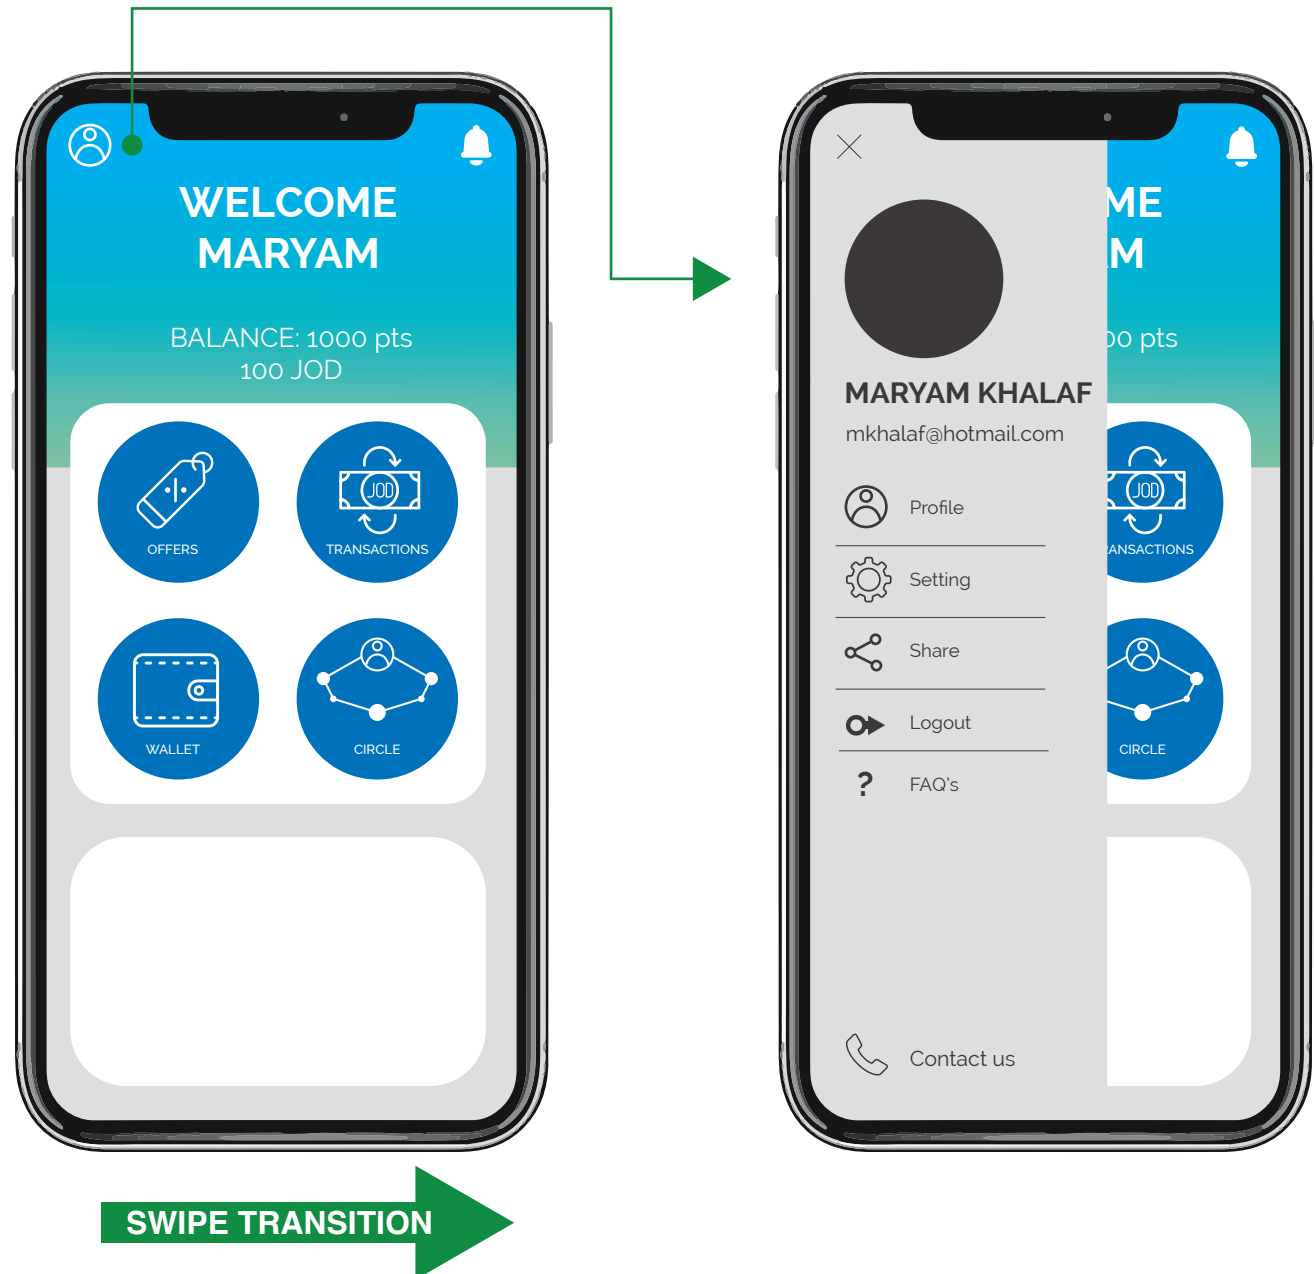 WELCOME
MARYAM
BALANCE: 1000 pts
100 JOD
OFFERS
JOD
TRANSACTIONS
WALLET
CIRCLE
SWIPE TRANSITION
ME
M
00 pts
MARYAM KHALAF
mkhalaf@hotmail.com
Profile
Setting
Share
Logout
? FAQ's
Contact us
JOD
RANSACTIONS
CIRCLE